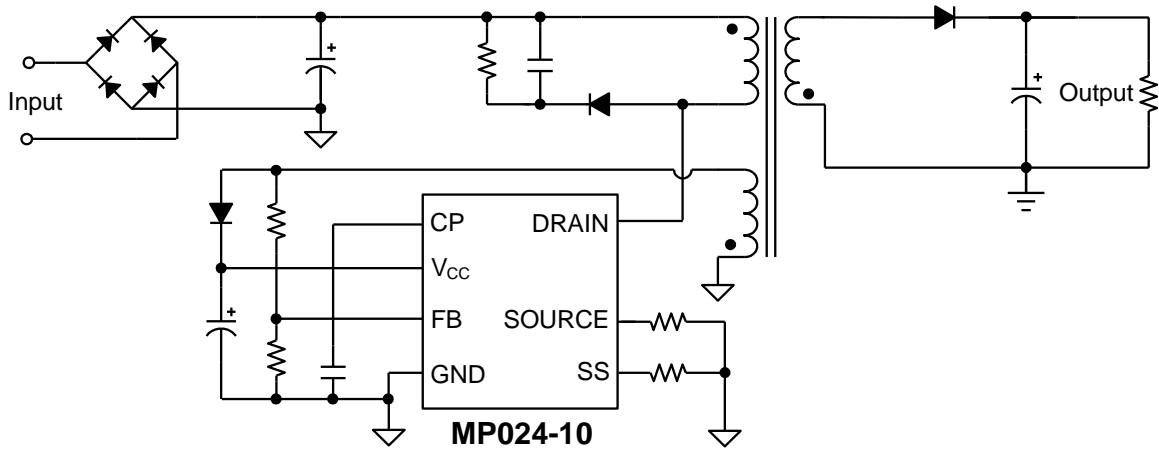 +
+
Input
Output
CP
DRAIN
VCC
+
FB
SOURCE
GND
SS
MP024-10